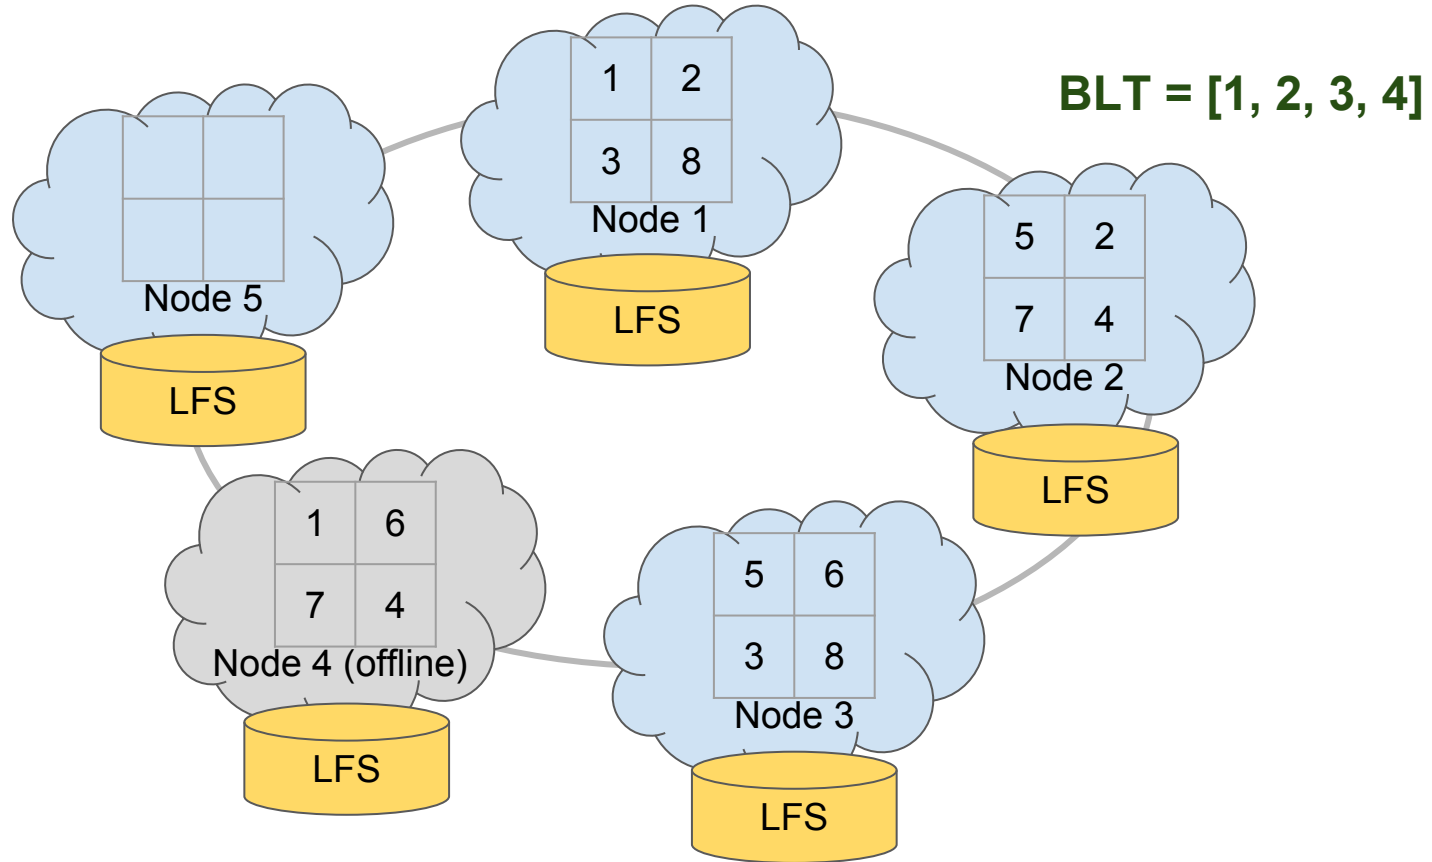 BLT = [1, 2, 3, 4]
1 2
3 8
Node 1
LFS
5 2
7 4
Node 2
LFS
5 6
3 8
Node 3
LFS
1 6
7 4
Node 4 (offline)
LFS
Node 5
LFS